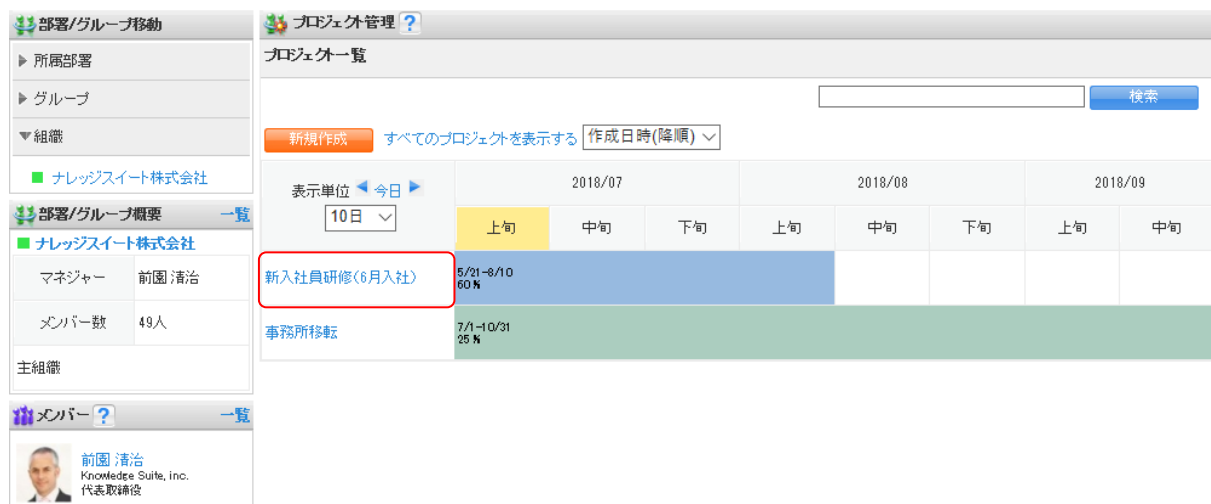 部署/グループ移動
▶ 所属部署
▶ グループ
▼組織
ナレッジスイート株式会社
部署/グループ概要 一覧
ナレッジスイート株式会社
マネジャー 前園 清治
メンバー数 49人
主組織
メンバー ? 一覧
前園 清治
Knowledge Suite, inc.
代表取締役
プロジェクト管理 ?
プロジェクト一覧
検索
新規作成 すべてのプロジェクトを表示する 作成日時(降順)
表示単位 今日
10日
2018/07 2018/08 2018/09
上旬 中旬 下旬 上旬 中旬 下旬 上旬 中旬
新入社員研修(6月入社)
5/21-8/10
60 %
事務所移転
7/1-10/31
25 %